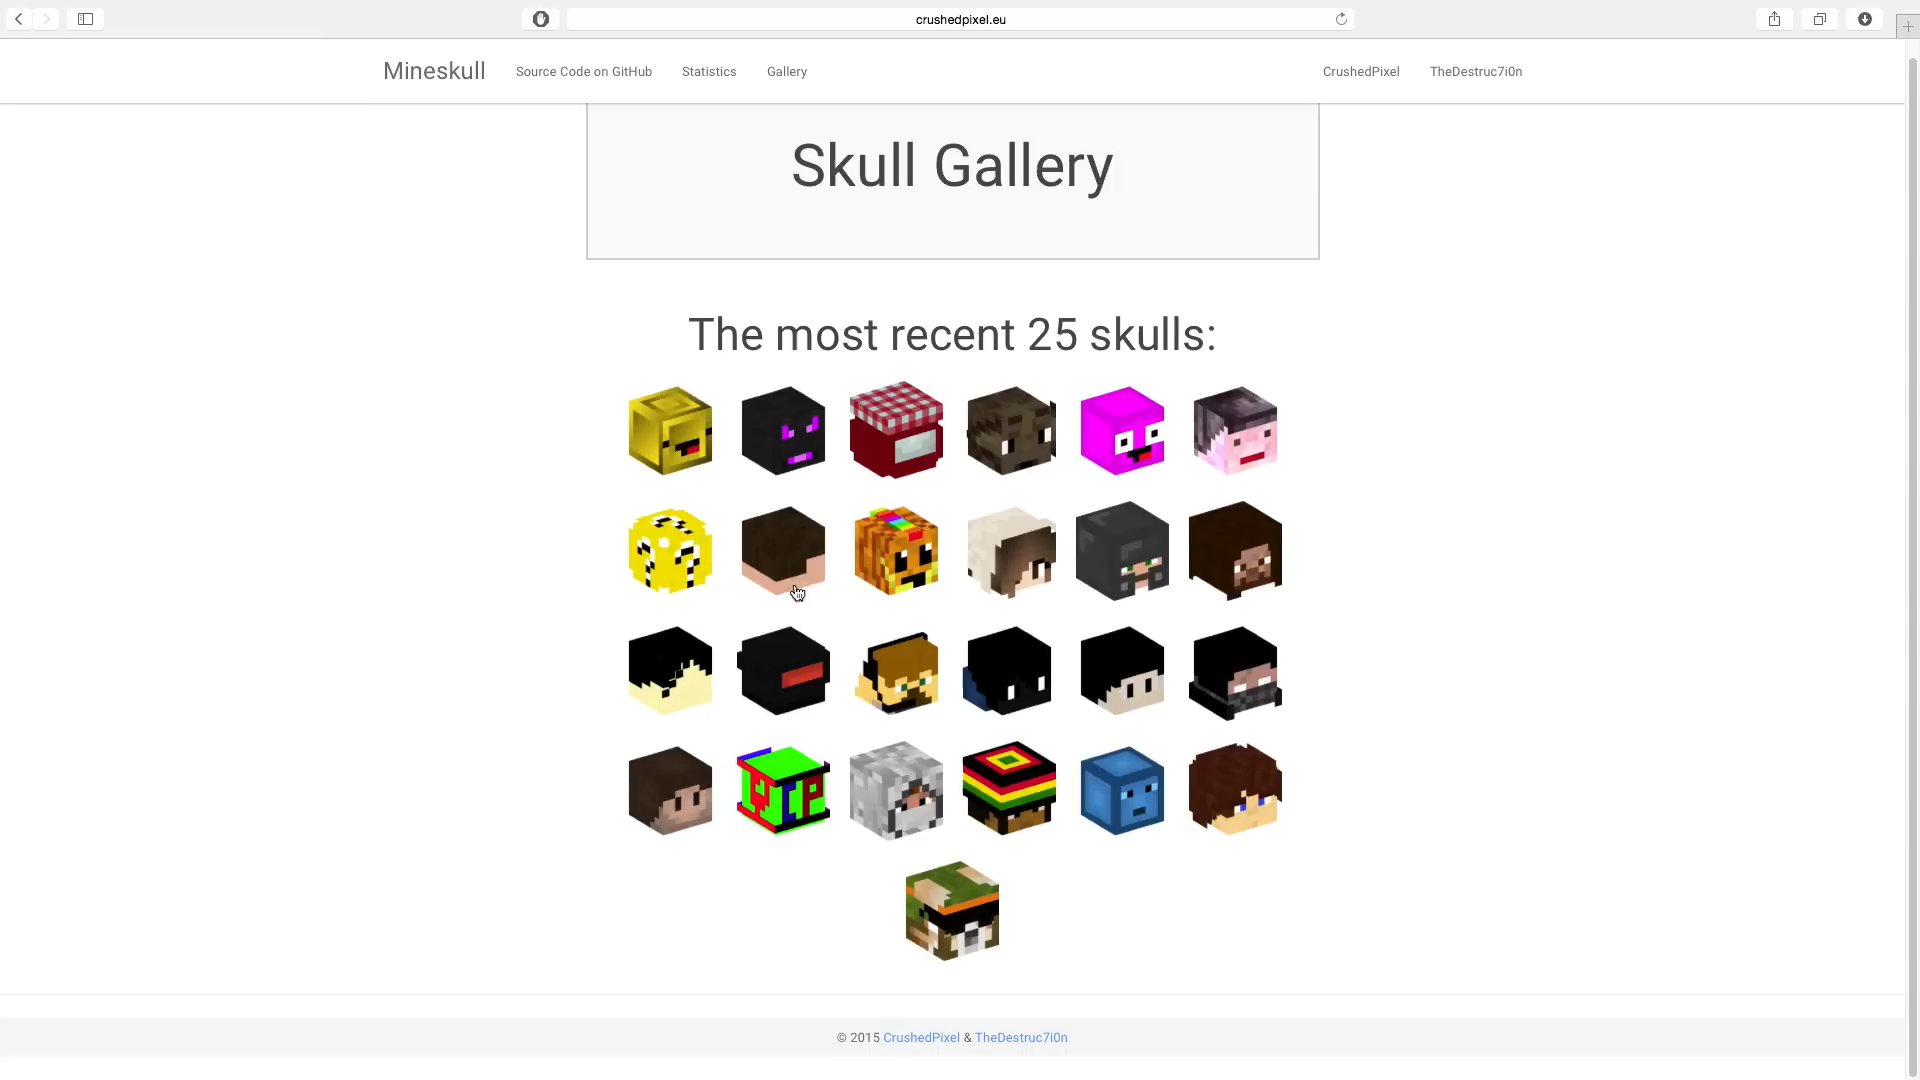 crushedpixel.eu
Mineskull Source Code on GitHub Statistics Gallery CrushedPixel TheDestruc7i0n
Skull Gallery
The most recent 25 skulls:
VIP
© 2015 CrushedPixel & TheDestruc7i0n